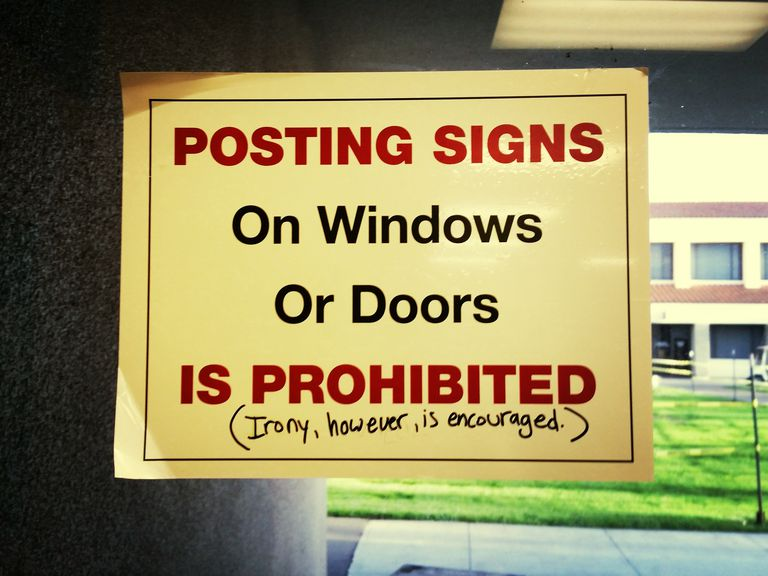 POSTING SIGNS
On Windows
Or Doors
IS PROHIBITED
(Irony, however, is encouraged.)